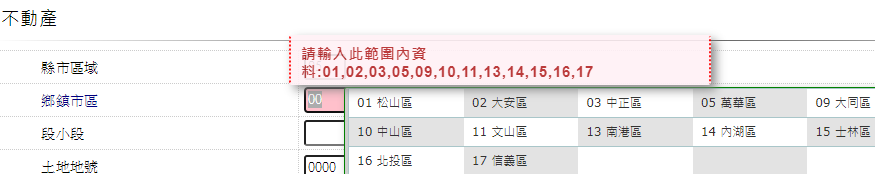 不動產
請輸入此範圍內資
料:01,02,03,05,09,10,11,13,14,15,16,17
縣市區域
鄉鎮市區 00 01 松山區 02 大安區 03 中正區 05 萬華區 09 大同區
段小段 10 中山區 11 文山區 13 南港區 14 內湖區 15 士林區
土地地號 0000 16 北投區 17 信義區